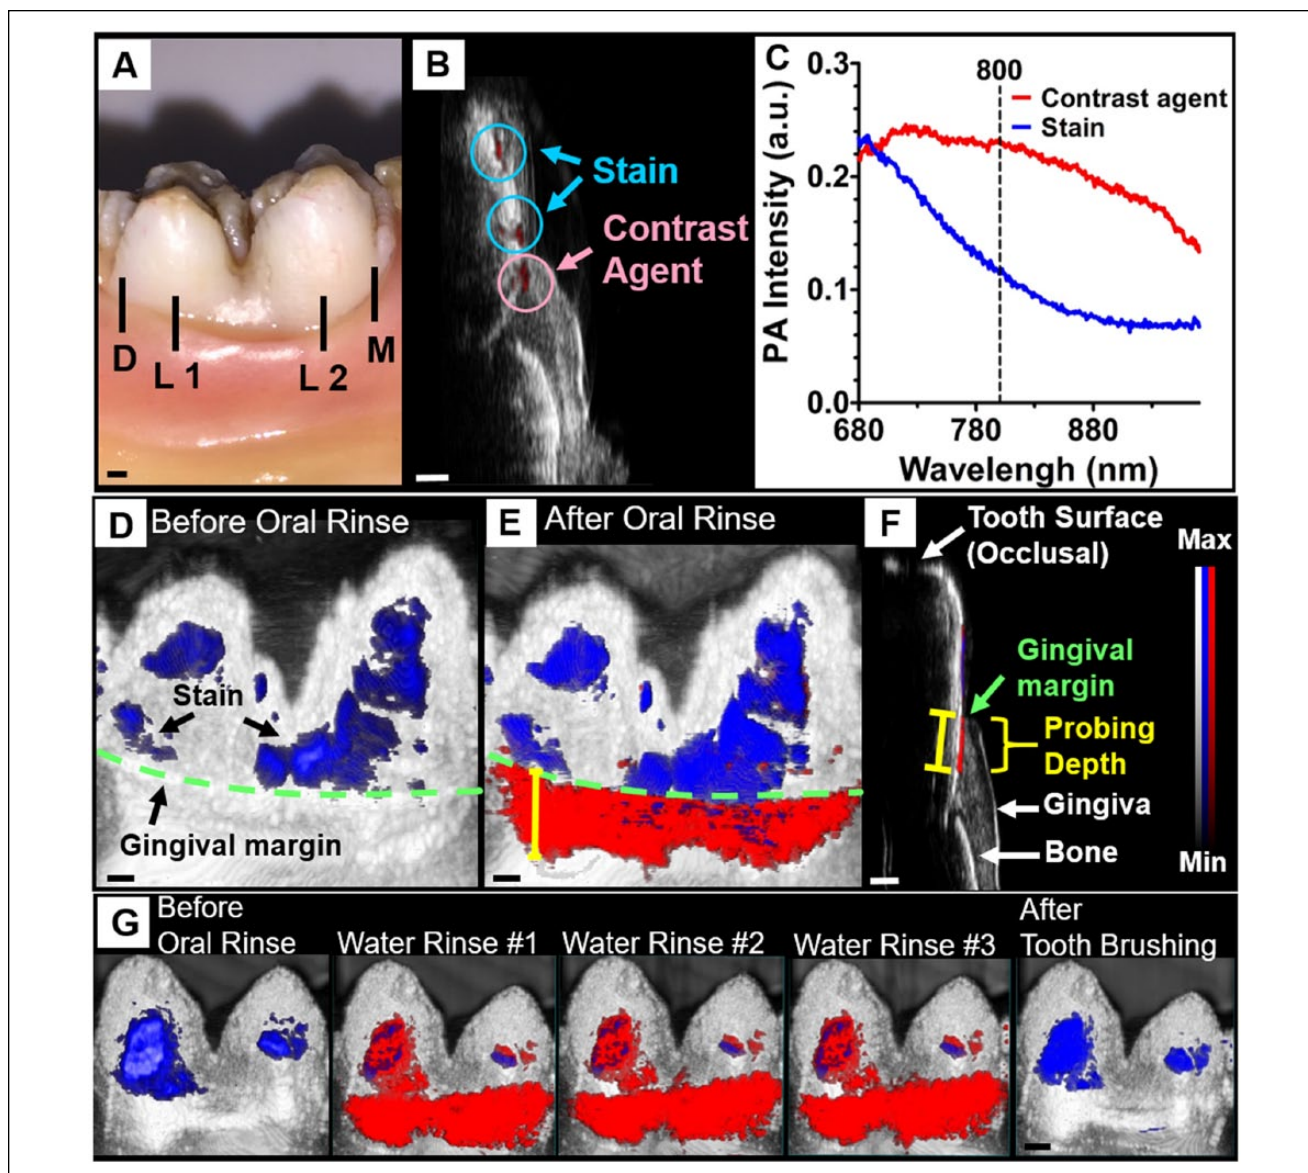 A
D
L 1
L 2
M
B
Stain
Contrast
Agent
C
PA Intensity (a.u.)
0.3
0.2
0.1
0.0
800
Contrast agent
Stain
680
780
880
Wavelengh (nm)
D
Before Oral Rinse
Stain
Gingival margin
E
After Oral Rinse
F
Tooth Surface
(Occlusal)
Gingival
margin
Probing
Depth
Gingiva
Bone
Max
Min
G
Before
Oral Rinse
Water Rinse #1
Water Rinse #2
Water Rinse #3
After
Tooth Brushing